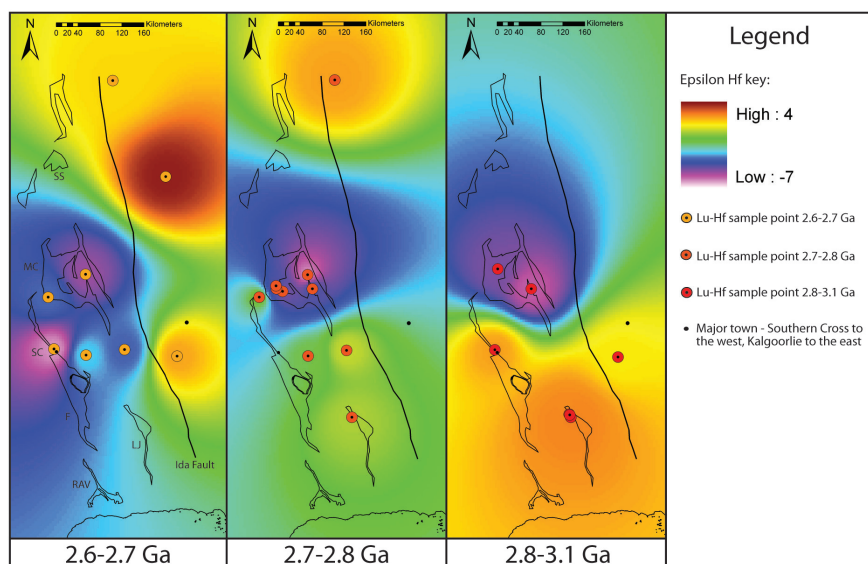 N
Kilometers
0 20 40 80 120 160
SS
MC
SC
F
LJ
Ida Fault
RAV
2.6-2.7 Ga
N
Kilometers
0 20 40 80 120 160
2.7-2.8 Ga
N
Kilometers
0 20 40 80 120 160
2.8-3.1 Ga
Legend
Epsilon Hf key:
High : 4
Low : -7
Lu-Hf sample point 2.6-2.7 Ga
Lu-Hf sample point 2.7-2.8 Ga
Lu-Hf sample point 2.8-3.1 Ga
Major town - Southern Cross to
the west, Kalgoorlie to the east